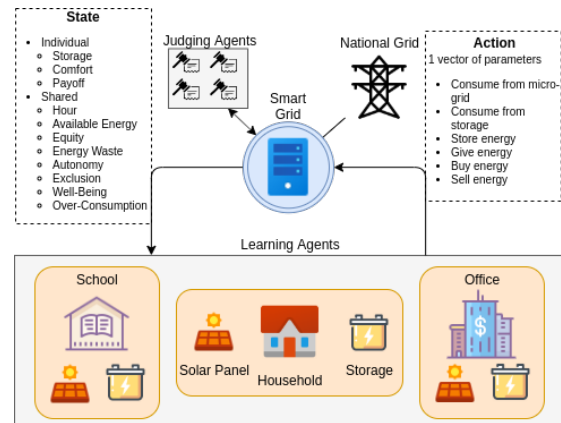 State
• Individual
○ Storage
○ Comfort
○ Payoff
• Shared
○ Hour
○ Available Energy
○ Equity
○ Energy Waste
○ Autonomy
○ Exclusion
○ Well-Being
○ Over-Consumption
Judging Agents
Smart
Grid
National Grid
Action
1 vector of parameters
• Consume from micro-
grid
• Consume from
storage
• Store energy
• Give energy
• Buy energy
• Sell energy
Learning Agents
School
Solar Panel
Household
Storage
Office
$